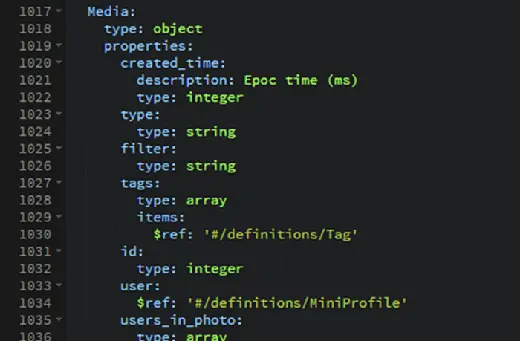 1017 Media:
1018 type: object
1019 properties:
1020 created_time:
1021 description: Epoc time (ms)
1022 type: integer
1023 type:
1024 type: string
1025 filter:
1026 type: string
1027 tags:
1028 type: array
1029 items:
1030 $ref: '#/definitions/Tag'
1031 id:
1032 type: integer
1033 user:
1034 $ref: '#/definitions/MiniProfile'
1035 users_in_photo:
1036 type: array